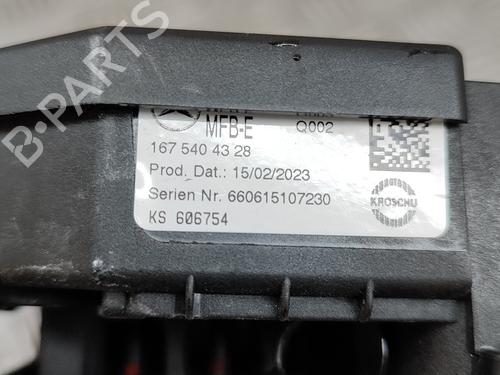 B-PARTS
MFB-E
Q002
167 540 43 28
Prod. Dat.: 15/02/2023
Serien Nr. 660615107230
KS 606754
KROSCHU